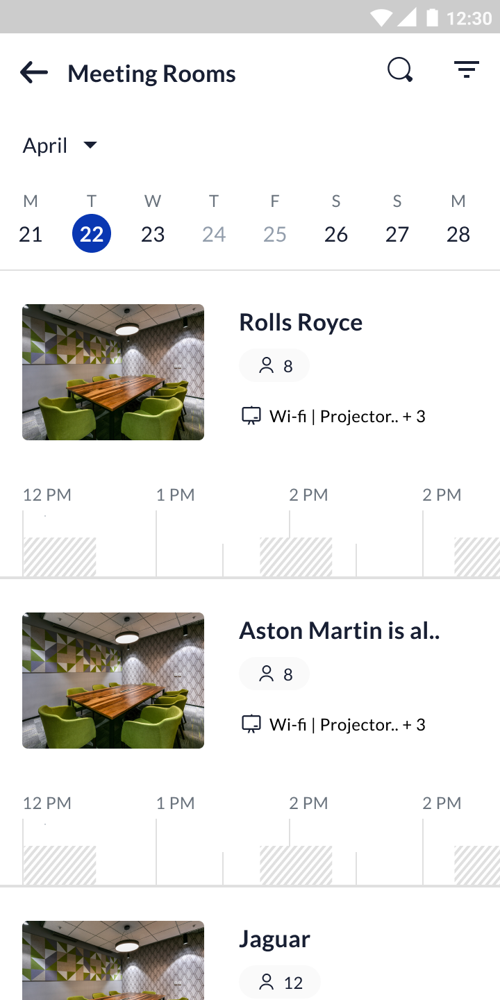 12:30
Meeting Rooms
April
M T W T F S S M
21 22 23 24 25 26 27 28
Rolls Royce
8
Wi-fi | Projector.. + 3
12 PM 1 PM 2 PM 2 PM
Aston Martin is al..
8
Wi-fi | Projector.. + 3
12 PM 1 PM 2 PM 2 PM
Jaguar
12